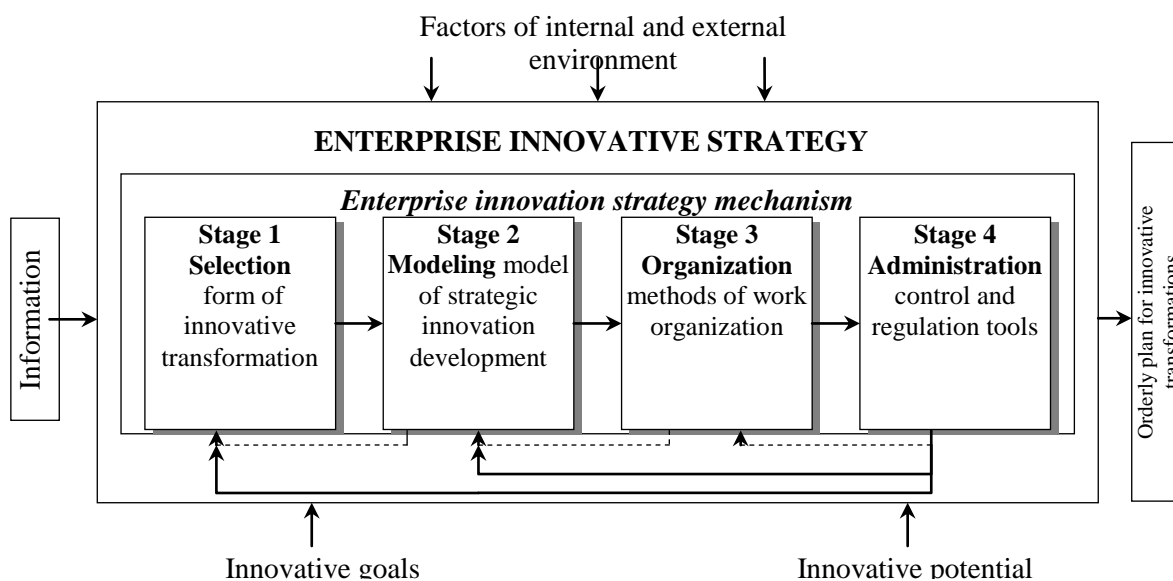 Factors of internal and external
environment
ENTERPRISE INNOVATIVE STRATEGY
Enterprise innovation strategy mechanism
Information
Stage 1
Selection
form of
innovative
transformation
Stage 2
Modeling model
of strategic
innovation
development
Stage 3
Organization
methods of work
organization
Stage 4
Administration
control and
regulation tools
Orderly plan for innovative
transformations
Innovative goals
Innovative potential